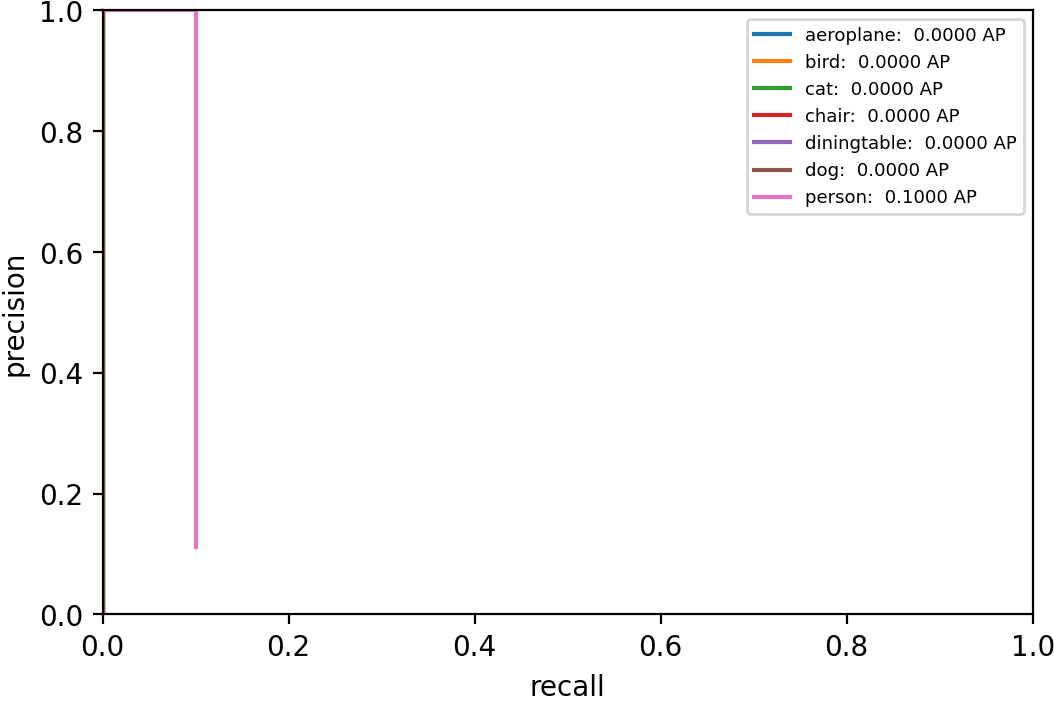 1.0
0.8
0.6
0.4
0.2
0.0
precision
0.0 0.2 0.4 0.6 0.8 1.0
recall
aeroplane:  0.0000 AP
bird:  0.0000 AP
cat:  0.0000 AP
chair:  0.0000 AP
diningtable:  0.0000 AP
dog:  0.0000 AP
person:  0.1000 AP